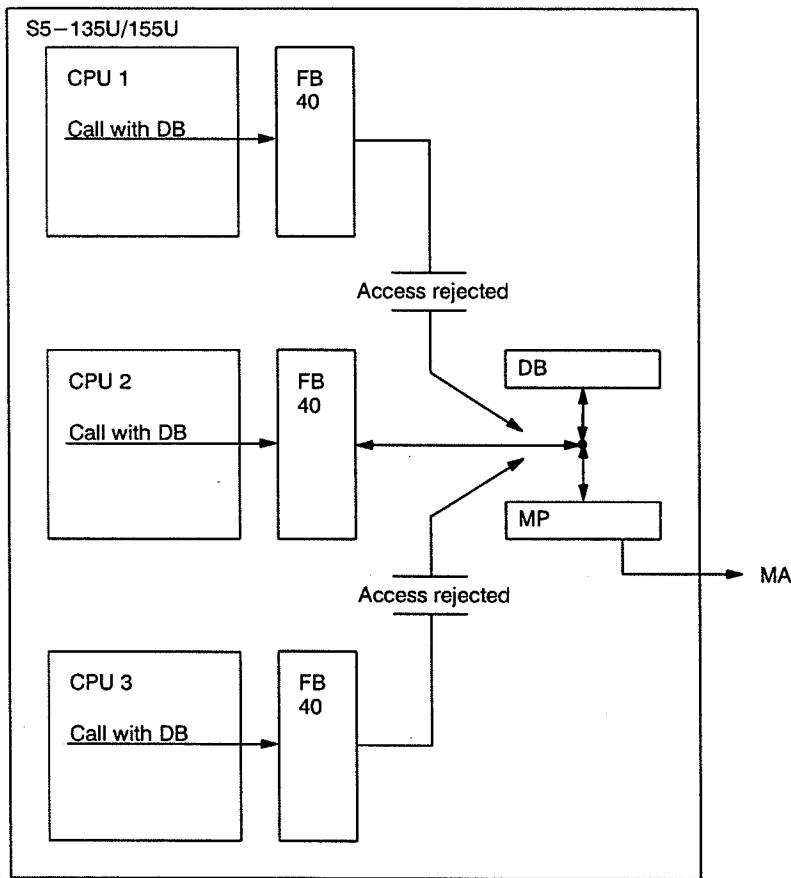 S5-135U/155U
CPU 1
FB
40
Call with DB
Access rejected
CPU 2
FB
40
DB
Call with DB
MP
MA
Access rejected
CPU 3
FB
40
Call with DB